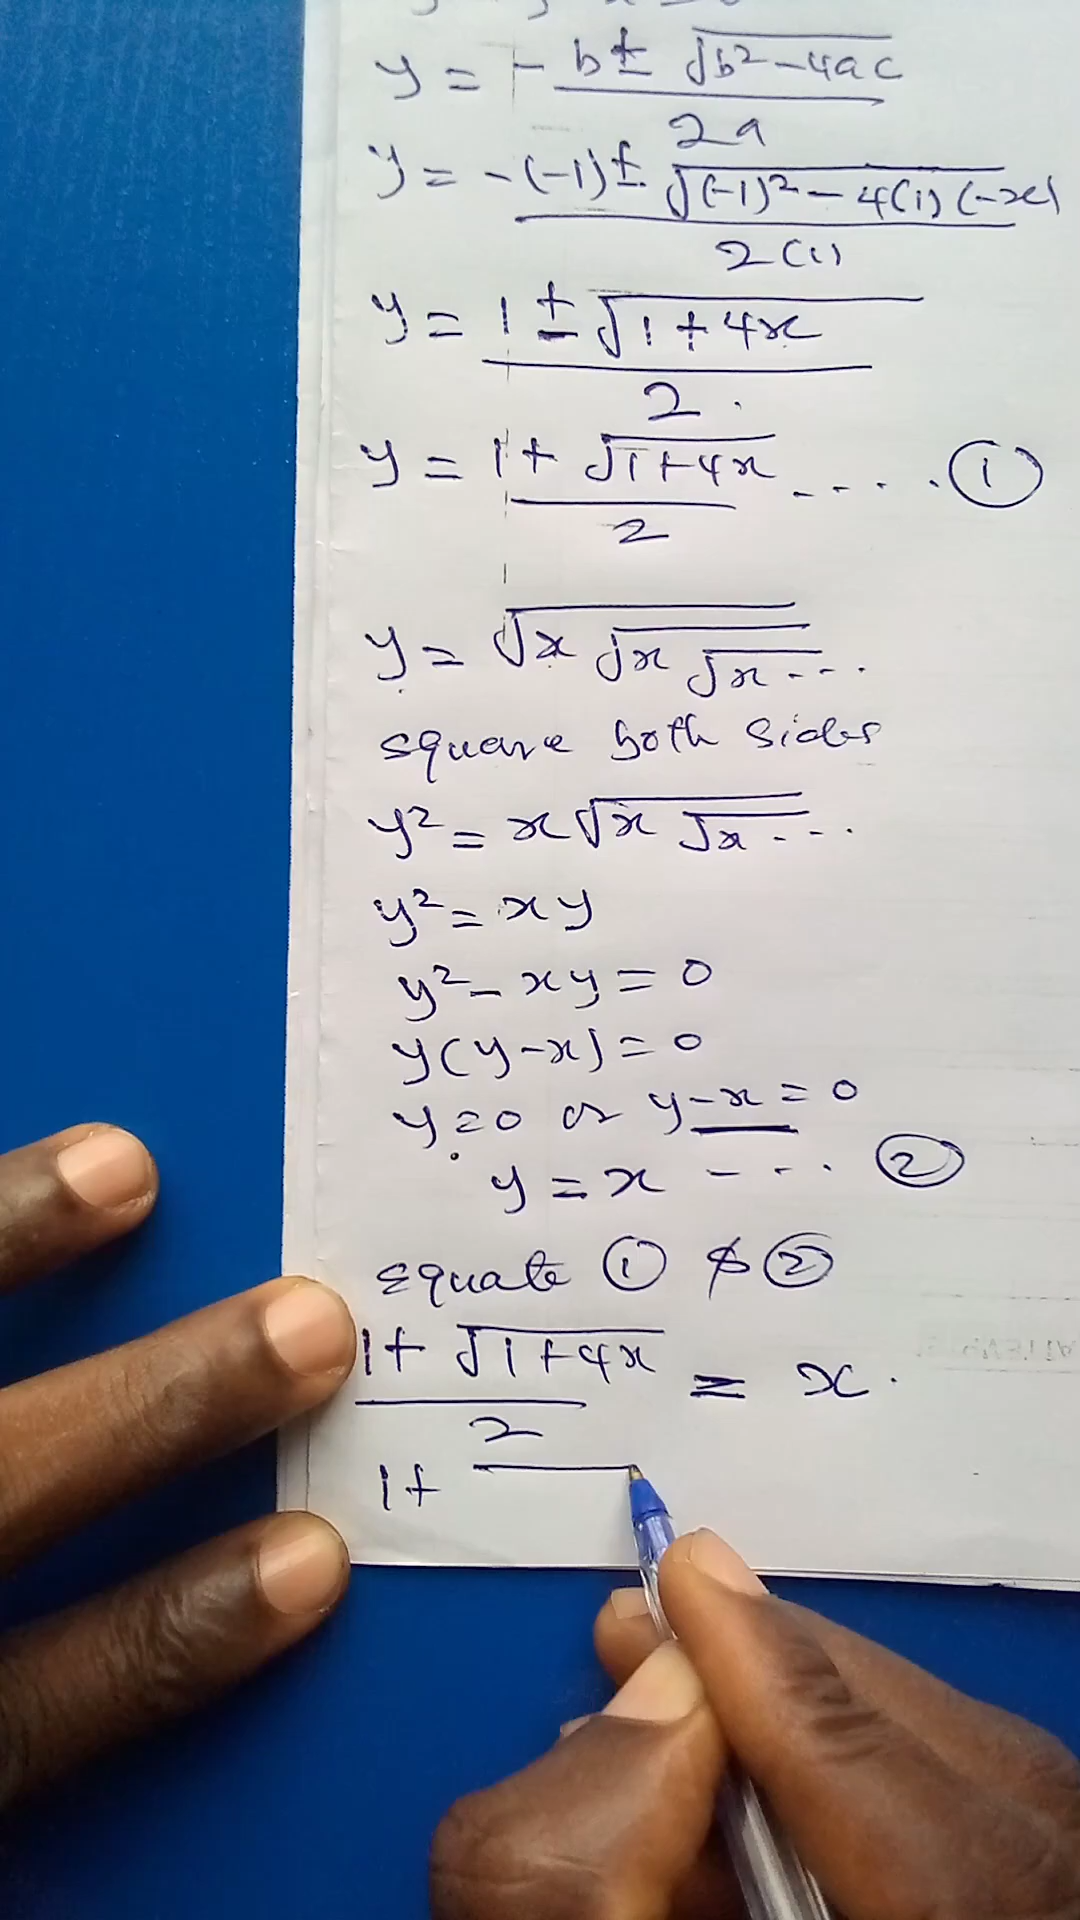 y = -b ± √b² - 4ac
2a
y = -(-1) ± √(-1)² - 4(1)(-x)
2(1)
y = 1 ± √1 + 4x
2
y = 1 + √1 + 4x .... ①
2
y = √x √x √x ...
square both sides
y² = x √x √x ...
y² = xy
y² - xy = 0
y(y - x) = 0
y = 0 or y - x = 0
y = x - ... ②
equate ① & ②
1 + √1 + 4x = x.
2
1 +